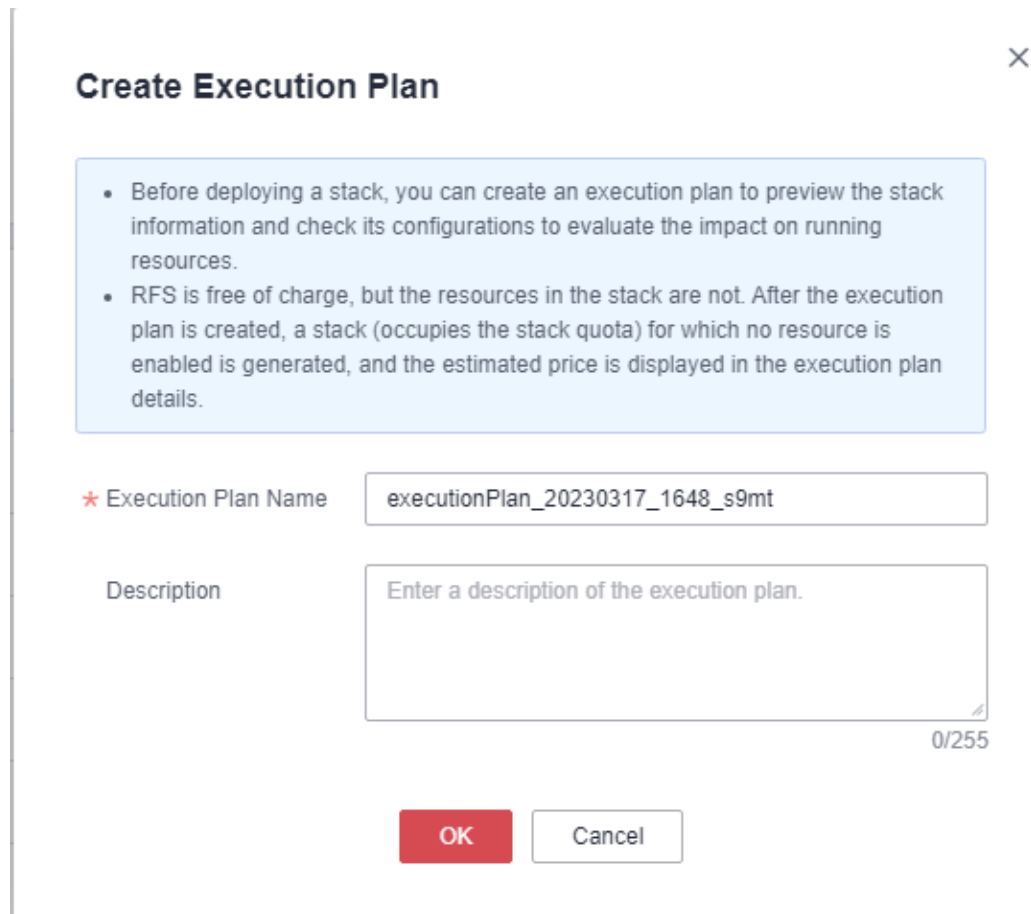 Create Execution Plan
• Before deploying a stack, you can create an execution plan to preview the stack
information and check its configurations to evaluate the impact on running
resources.
• RFS is free of charge, but the resources in the stack are not. After the execution
plan is created, a stack (occupies the stack quota) for which no resource is
enabled is generated, and the estimated price is displayed in the execution plan
details.
* Execution Plan Name executionPlan_20230317_1648_s9mt
Description Enter a description of the execution plan.
0/255
OK Cancel